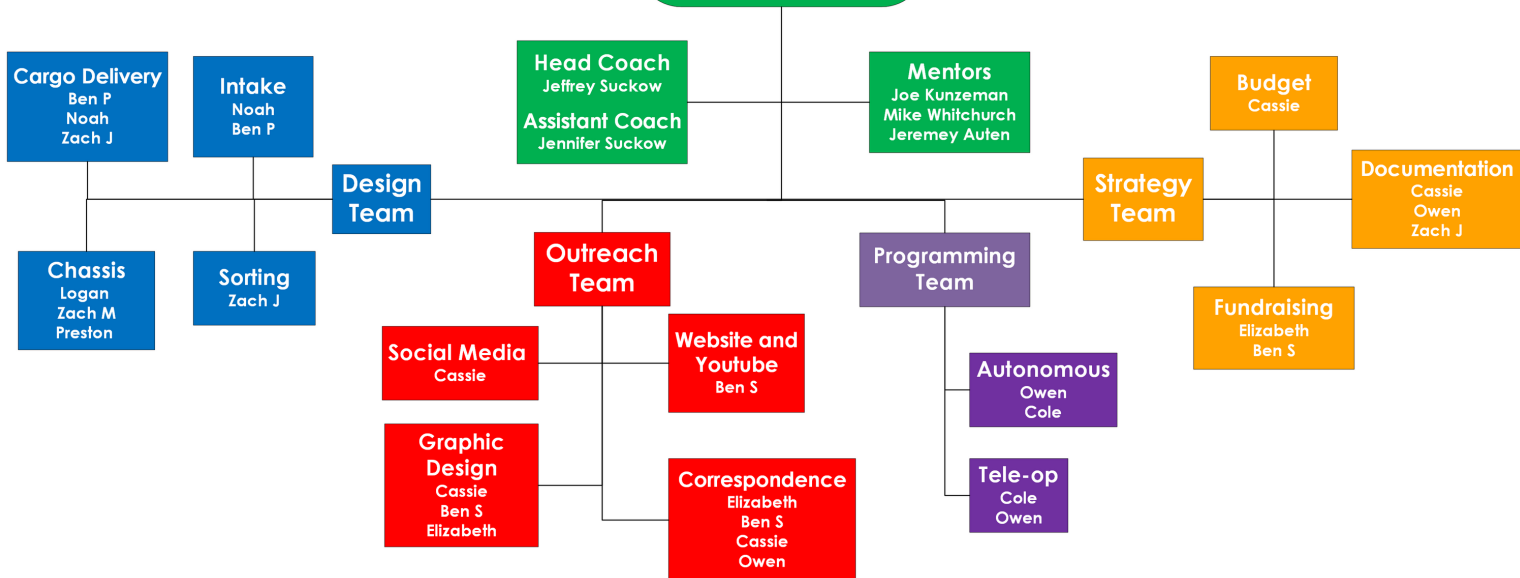 Cargo Delivery
Ben P
Noah
Zach J
Intake
Noah
Ben P
Head Coach
Jeffrey Suckow
Assistant Coach
Jennifer Suckow
Mentors
Joe Kunzeman
Mike Whitchurch
Jeremey Auten
Budget
Cassie
Design
Team
Strategy
Team
Documentation
Cassie
Owen
Zach J
Chassis
Logan
Zach M
Preston
Sorting
Zach J
Outreach
Team
Programming
Team
Fundraising
Elizabeth
Ben S
Social Media
Cassie
Website and
Youtube
Ben S
Autonomous
Owen
Cole
Graphic
Design
Cassie
Ben S
Elizabeth
Correspondence
Elizabeth
Ben S
Cassie
Owen
Tele-op
Cole
Owen